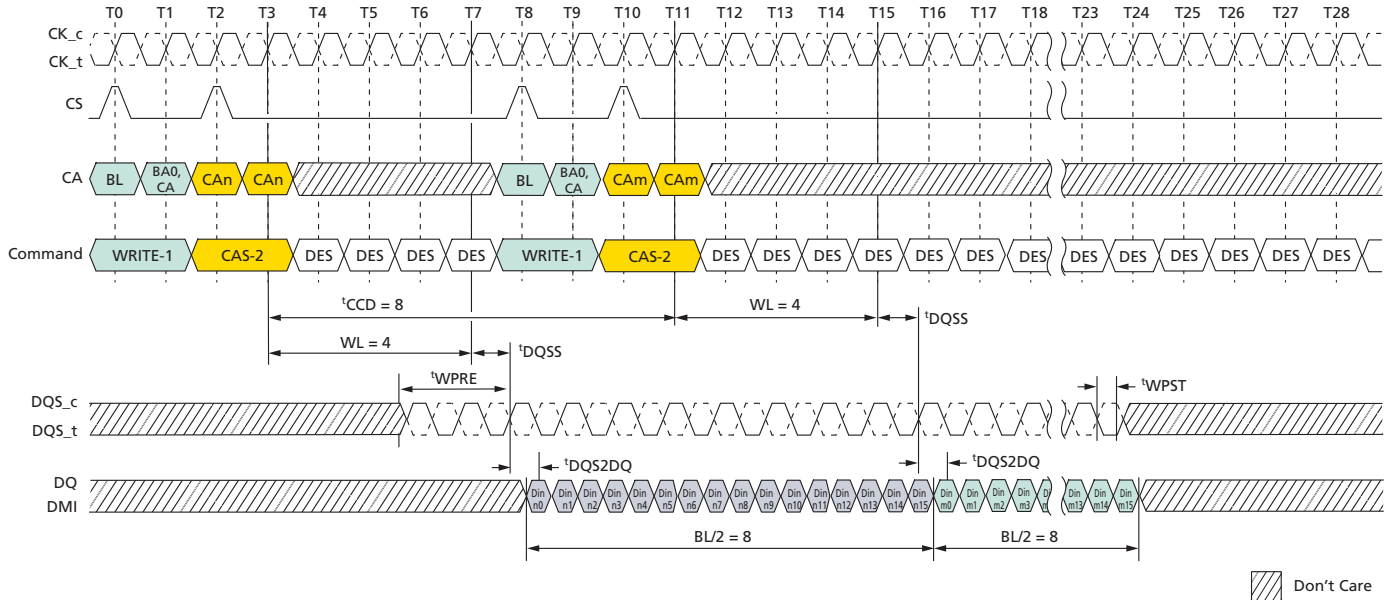 T0 T1 T2 T3 T4 T5 T6 T7 T8 T9 T10 T11 T12 T13 T14 T15 T16 T17 T18 T23 T24 T25 T26 T27 T28
CK_c
CK_t
CS
CA BL BA0, CA CAn CAn BL BA0, CA CAm CAm
Command WRITE-1 CAS-2 DES DES DES DES WRITE-1 CAS-2 DES DES DES DES DES DES DES DES DES DES DES DES DES
tCCD = 8 WL = 4
tDQSS
WL = 4 tDQSS
tWPRE tWPST
DQS_c
DQS_t
tDQS2DQ tDQS2DQ
DQ
DMI
Din n0 Din n1 Din n2 Din n3 Din n4 Din n5 Din n6 Din n7 Din n8 Din n9 Din n10 Din n11 Din n12 Din n13 Din n14 Din n15 Din m0 Din m1 Din m2 Din m3 Din m13 Din m14 Din m15
BL/2 = 8 BL/2 = 8
Don't Care